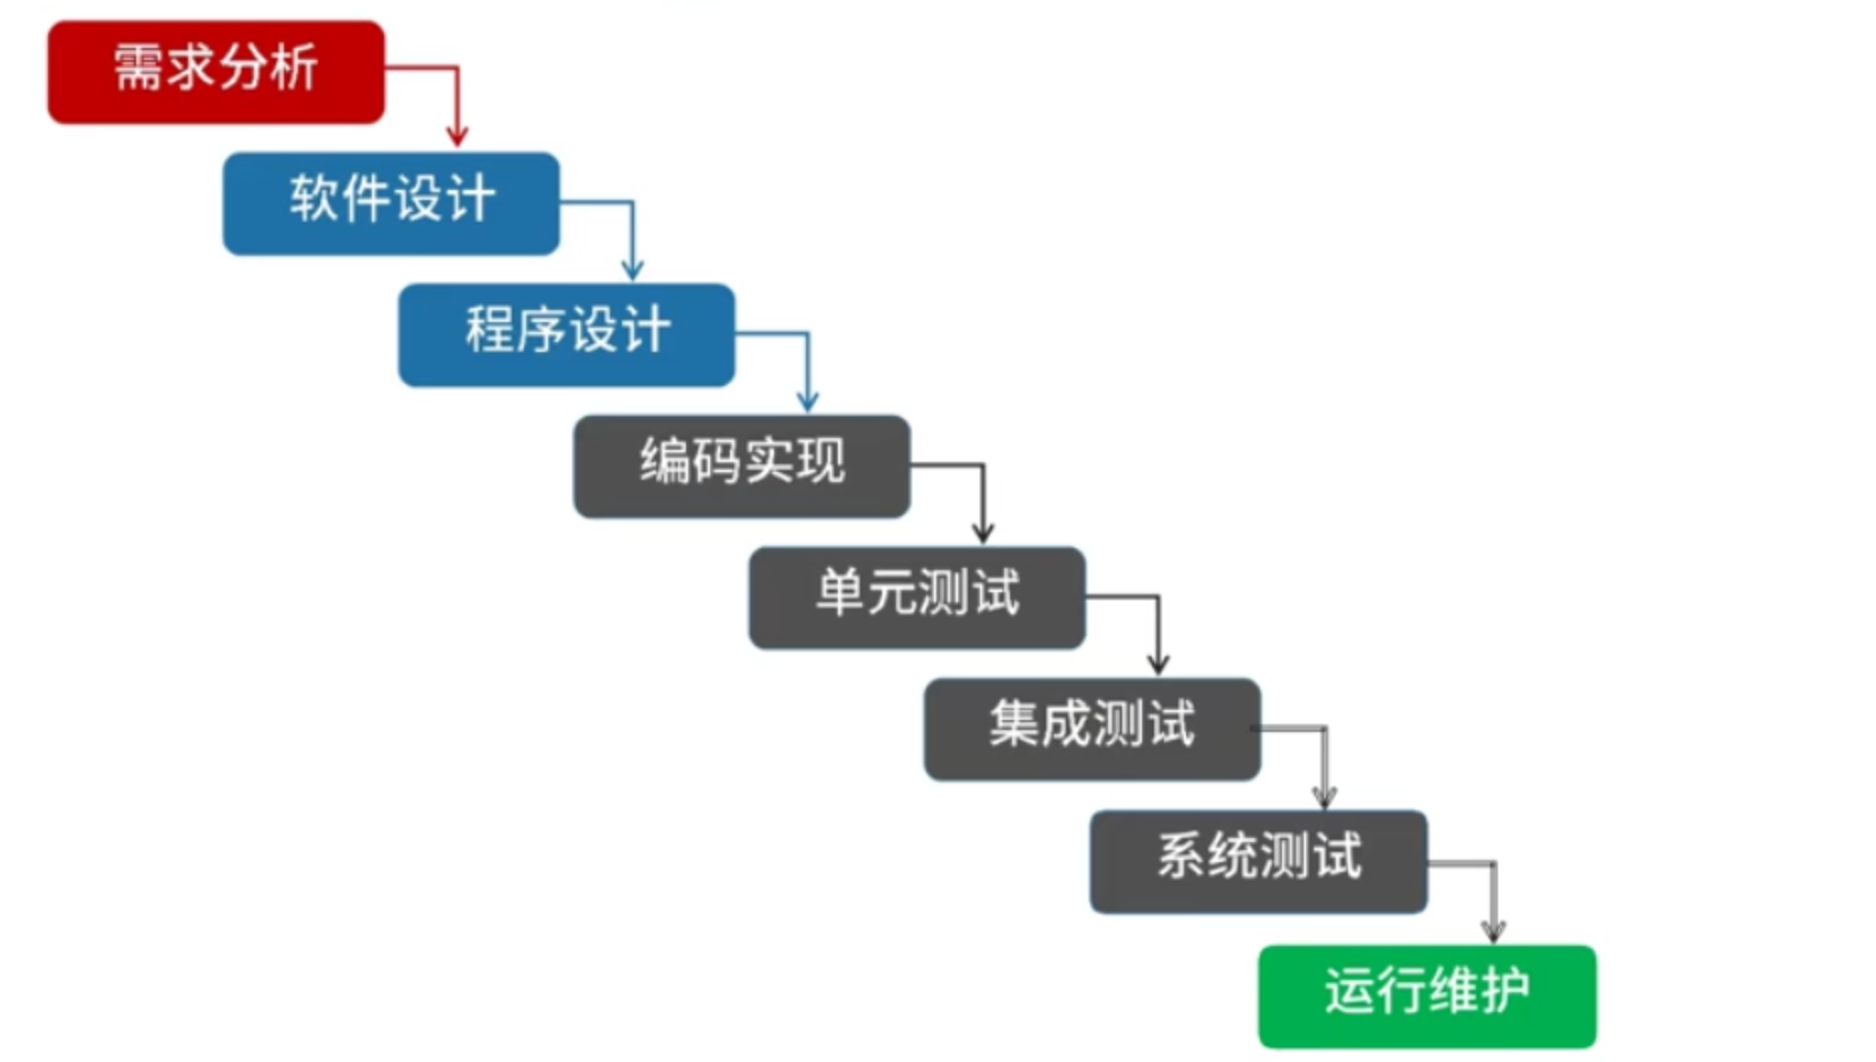 需求分析
软件设计
程序设计
编码实现
单元测试
集成测试
系统测试
运行维护